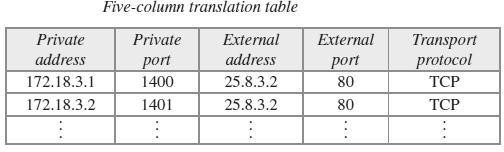 Five-column translation table
Private address Private port External address External port Transport protocol
172.18.3.1 1400 25.8.3.2 80 TCP
172.18.3.2 1401 25.8.3.2 80 TCP
⋮ ⋮ ⋮ ⋮ ⋮